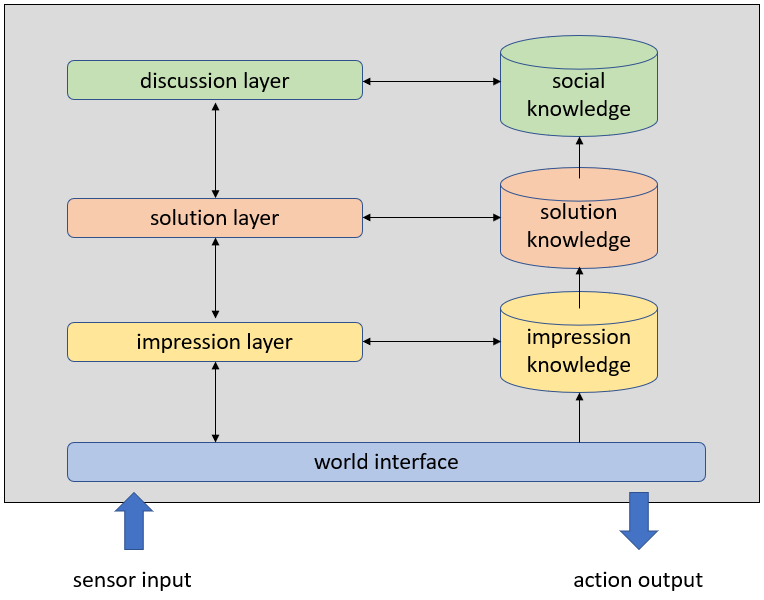 discussion layer
social
knowledge
solution layer
solution
knowledge
impression layer
impression
knowledge
world interface
sensor input
action output